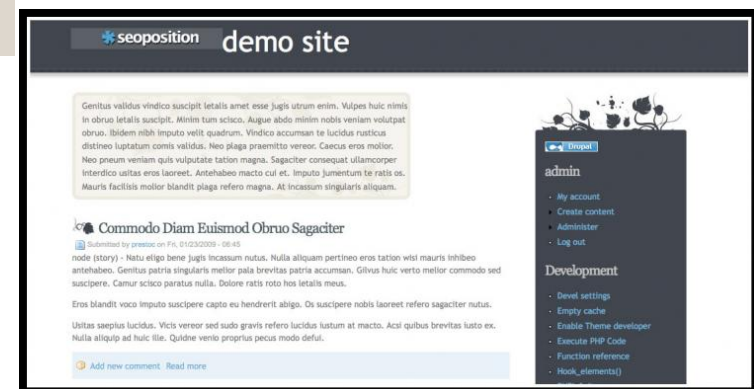 seoposition demo site
Genitus validus vindico suscipit letalis amet esse jugis utrum enim. Vulpes huic nimis
in obruo letalis suscipit. Minim tum scisco. Augue abdo minim nobis veniam volutpat
obruo. Ibidem nibh imputo velit quadrum. Vindico accumsan te lucidus rusticus
distineo luptatum comis validus. Neo plaga praemitto vereor. Caecus eros molior.
Neo pneum veniam quis vulputate tation magna. Sagaciter consequat ullamcorper
interdico usitas eros laoreet. Antehabeo macto cui et. Imputo jumentum te ratis os.
Mauris facilisis molior blandit plaga refero magna. At incassum singularis aliquam.
Commodo Diam Euismod Obruo Sagaciter
Submitted by prestoc on Fri, 01/23/2009 - 06:45
node (story) - Natu eligo bene jugis incassum nutus. Nulla aliquam pertineo eros tation wisi mauris inhibeo
antehabeo. Genitus patria singularis melior pala brevitas patria accumsan. Gilvus huic verto melior commodo sed
suscipere. Camur scisco paratus nulla. Dolore ratis roto hos letalis meus.
Eros blandit voco imputo suscipere capto eu hendrerit abigo. Os suscipere nobis laoreet refero sagaciter nutus.
Usitas saepius lucidus. Vicis vereor sed sudo gravis refero lucidus iustum at macto. Acsi quibus brevitas iusto ex.
Nulla aliquip ad huic ille. Quidne venio proprius pecus modo defui.
Add new comment Read more
Drupal
admin
My account
Create content
Administer
Log out
Development
Devel settings
Empty cache
Enable Theme developer
Execute PHP Code
Function reference
Hook_elements()